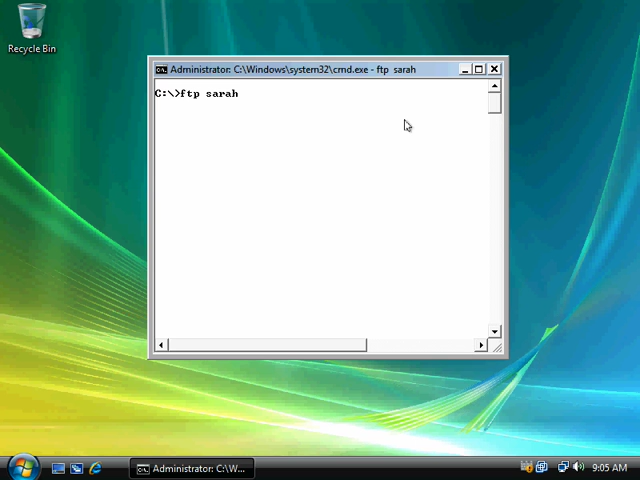 Recycle Bin
Administrator: C:\Windows\system32\cmd.exe - ftp sarah
C:\>ftp sarah
Administrator: C:\W...
9:05 AM